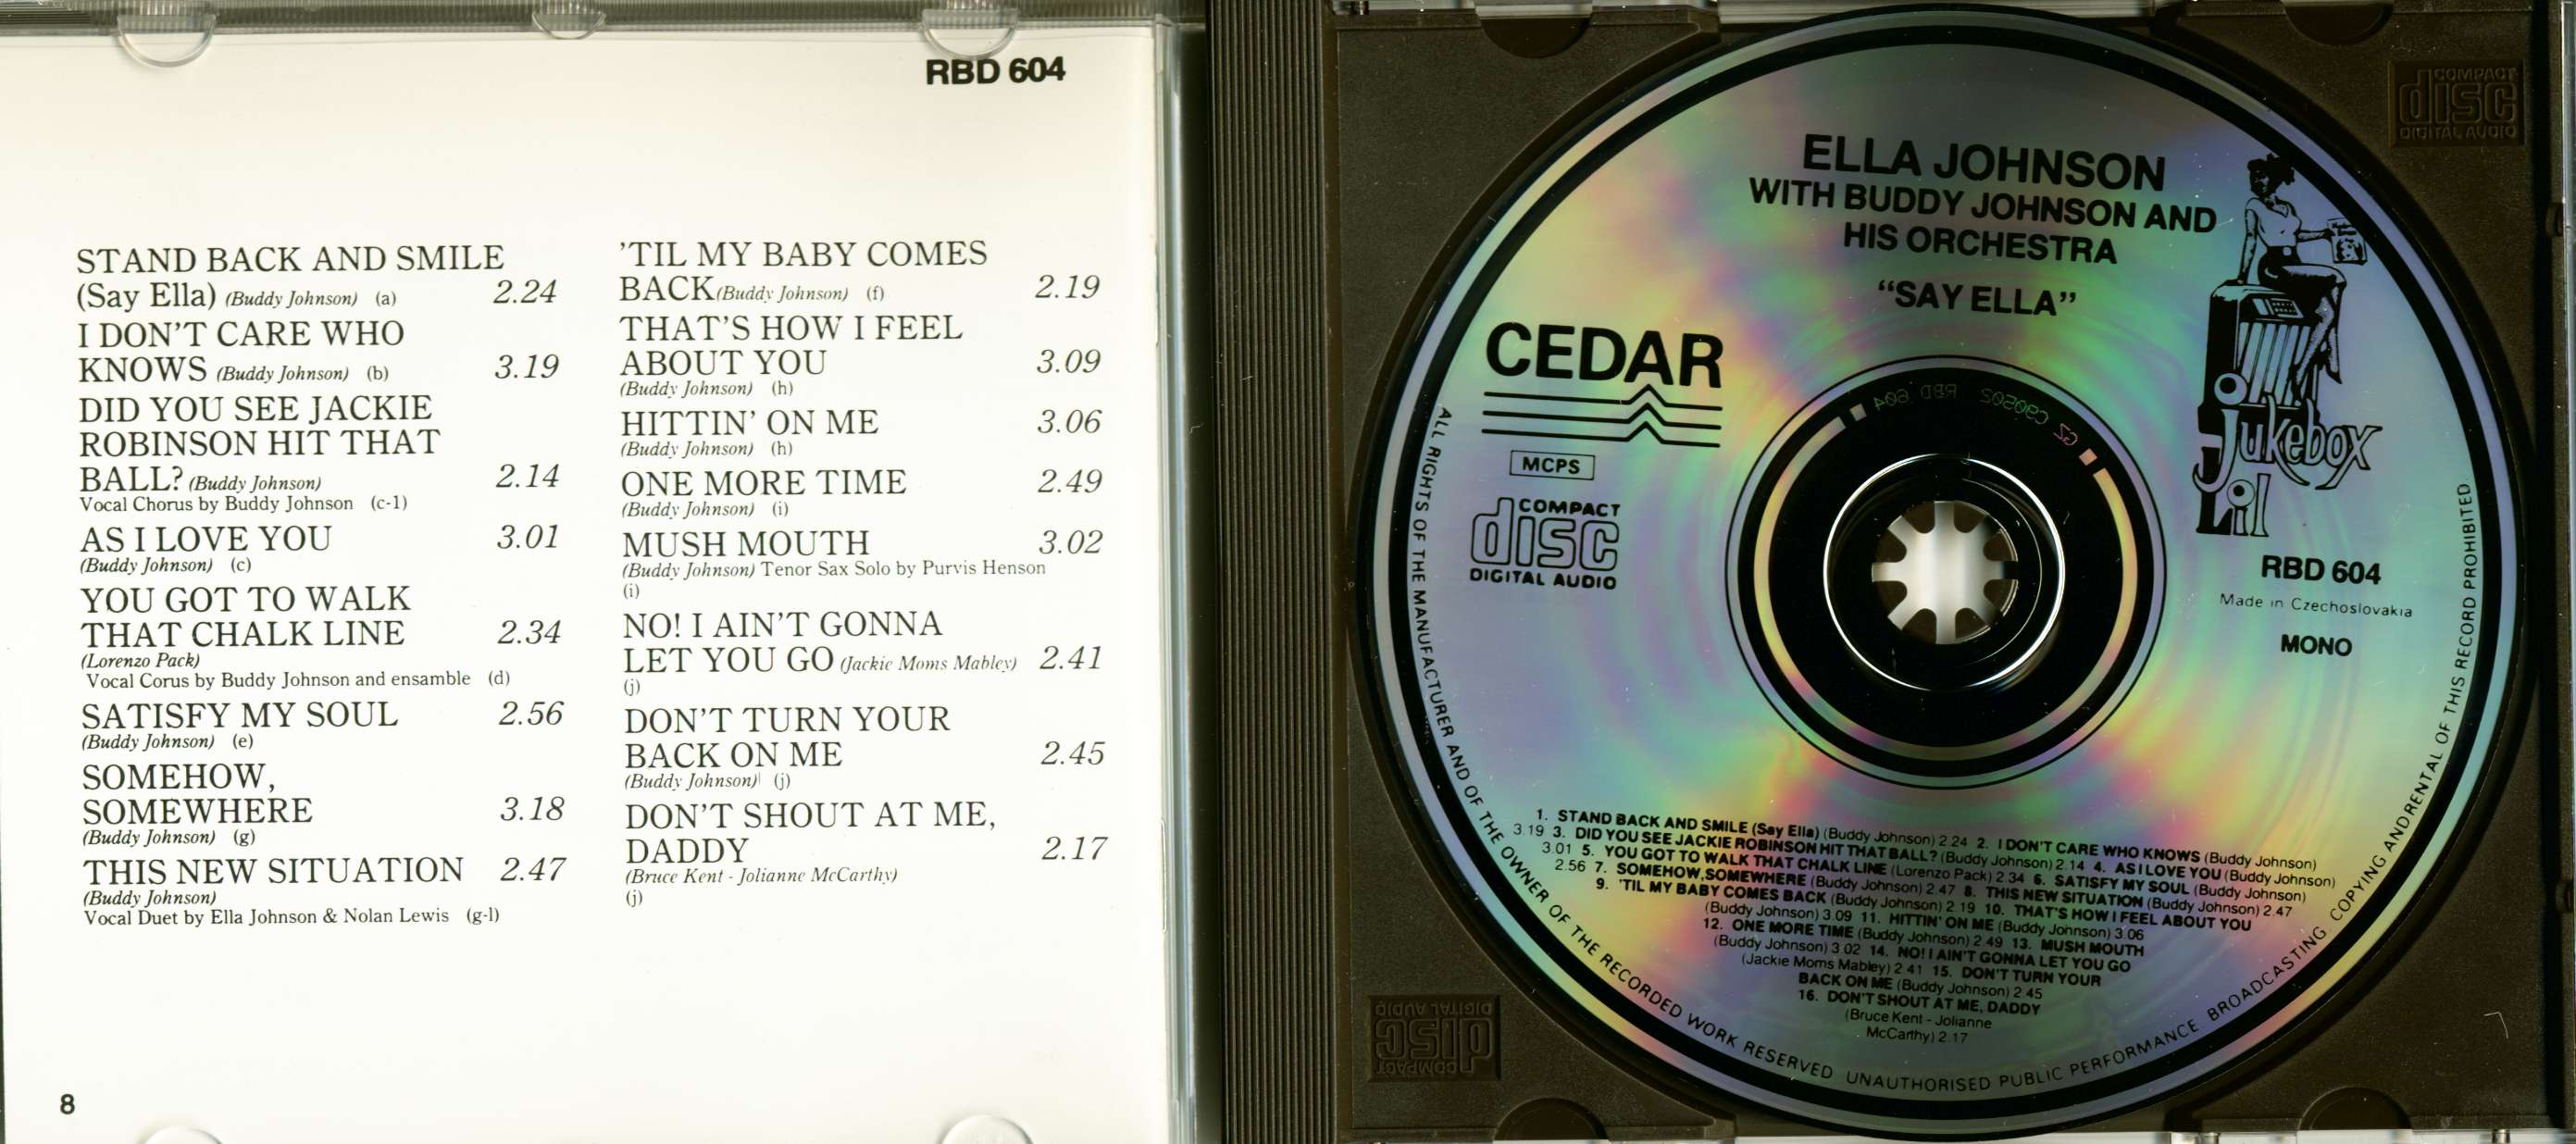 RBD 604
STAND BACK AND SMILE
(Say Ella) (Buddy Johnson) (a) 2.24
I DON'T CARE WHO
KNOWS (Buddy Johnson) (b) 3.19
DID YOU SEE JACKIE
ROBINSON HIT THAT
BALL? (Buddy Johnson) 2.14
Vocal Chorus by Buddy Johnson (c-1)
AS I LOVE YOU 3.01
(Buddy Johnson) (c)
YOU GOT TO WALK
THAT CHALK LINE 2.34
(Lorenzo Pack)
Vocal Corus by Buddy Johnson and ensamble (d)
SATISFY MY SOUL 2.56
(Buddy Johnson) (e)
SOMEHOW,
SOMEWHERE 3.18
(Buddy Johnson) (g)
THIS NEW SITUATION 2.47
(Buddy Johnson)
Vocal Duet by Ella Johnson & Nolan Lewis (g-l)
'TIL MY BABY COMES
BACK (Buddy Johnson) (f) 2.19
THAT'S HOW I FEEL
ABOUT YOU 3.09
(Buddy Johnson) (h)
HITTIN' ON ME 3.06
(Buddy Johnson) (h)
ONE MORE TIME 2.49
(Buddy Johnson) (i)
MUSH MOUTH 3.02
(Buddy Johnson) Tenor Sax Solo by Purvis Henson
(i)
NO! I AIN'T GONNA
LET YOU GO (Jackie Moms Mabley) 2.41
(j)
DON'T TURN YOUR
BACK ON ME 2.45
(Buddy Johnson) (j)
DON'T SHOUT AT ME,
DADDY 2.17
(Bruce Kent - Jolianne McCarthy)
(j)
8
ELLA JOHNSON
WITH BUDDY JOHNSON AND
HIS ORCHESTRA
"SAY ELLA"
CEDAR
MCPS
COMPACT
disc
DIGITAL AUDIO
Jukebox
Lil
RBD 604
Made in Czechoslovakia
MONO
GZ C90502 RBD 604
1. STAND BACK AND SMILE (Say Ella) (Buddy Johnson) 2.24 2. I DON'T CARE WHO KNOWS (Buddy Johnson)
3.19 3. DID YOU SEE JACKIE ROBINSON HIT THAT BALL? (Buddy Johnson) 2.14 4. AS I LOVE YOU (Buddy Johnson)
3.01 5. YOU GOT TO WALK THAT CHALK LINE (Lorenzo Pack) 2.34 6. SATISFY MY SOUL (Buddy Johnson)
2.56 7. SOMEHOW,SOMEWHERE (Buddy Johnson) 2.47 8. THIS NEW SITUATION (Buddy Johnson) 2.47
9. 'TIL MY BABY COMES BACK (Buddy Johnson) 2.19 10. THAT'S HOW I FEEL ABOUT YOU
(Buddy Johnson) 3.09 11. HITTIN' ON ME (Buddy Johnson) 3.06
12. ONE MORE TIME (Buddy Johnson) 2.49 13. MUSH MOUTH
(Buddy Johnson) 3.02 14. NO! I AIN'T GONNA LET YOU GO
(Jackie Moms Mabley) 2.41 15. DON'T TURN YOUR
BACK ON ME (Buddy Johnson) 2.45
16. DON'T SHOUT AT ME, DADDY
(Bruce Kent - Jolianne
McCarthy) 2.17
ALL RIGHTS OF THE MANUFACTURER AND OF THE OWNER OF THE RECORDED WORK RESERVED UNAUTHORISED PUBLIC PERFORMANCE BROADCASTING COPYING AND RENTAL OF THIS RECORD PROHIBITED
COMPACT
disc
DIGITAL AUDIO
COMPACT
disc
DIGITAL AUDIO